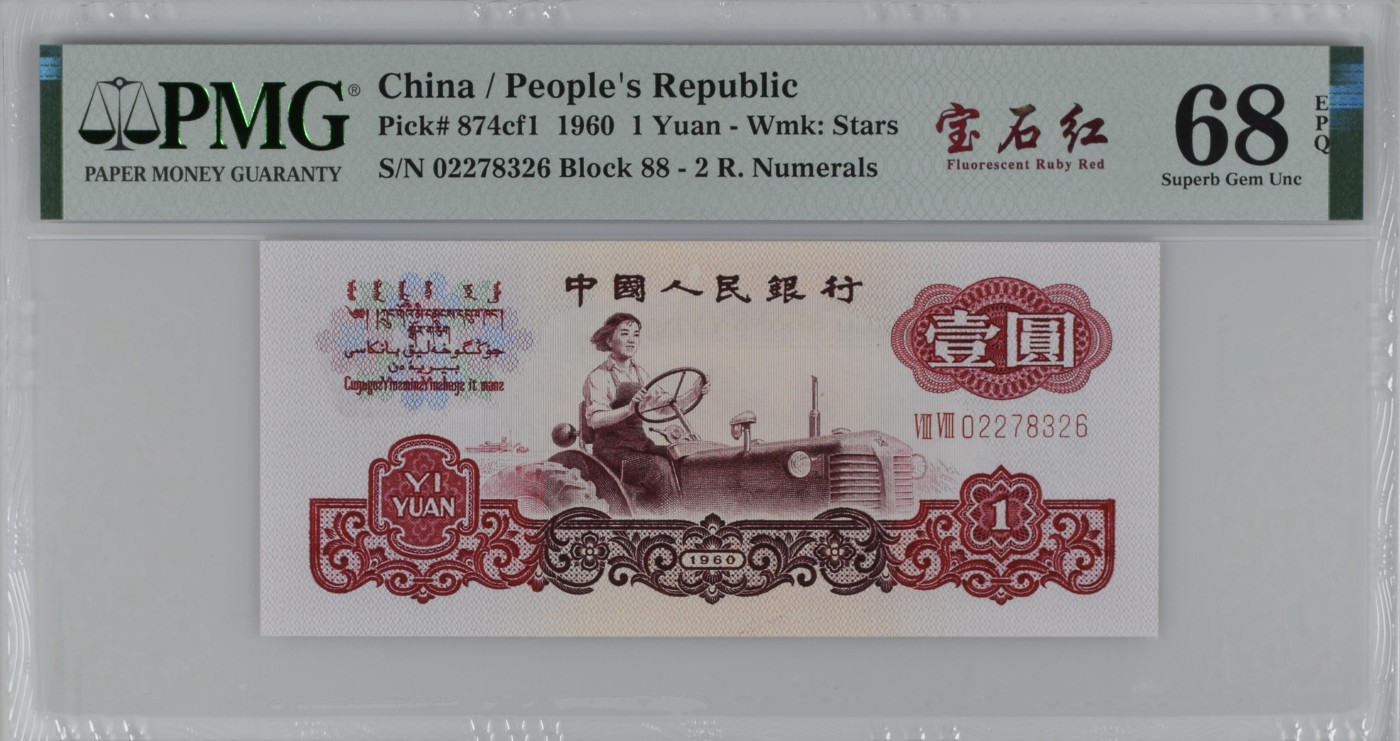 PMG®
PAPER MONEY GUARANTY
China / People's Republic
Pick# 874cf1 1960 1 Yuan - Wmk: Stars
S/N 02278326 Block 88 - 2 R. Numerals
宝石红
Fluorescent Ruby Red
68
EPQ
Superb Gem Unc
中國人民銀行
壹圓
VIII VIII 02278326
YI
YUAN
1
1960